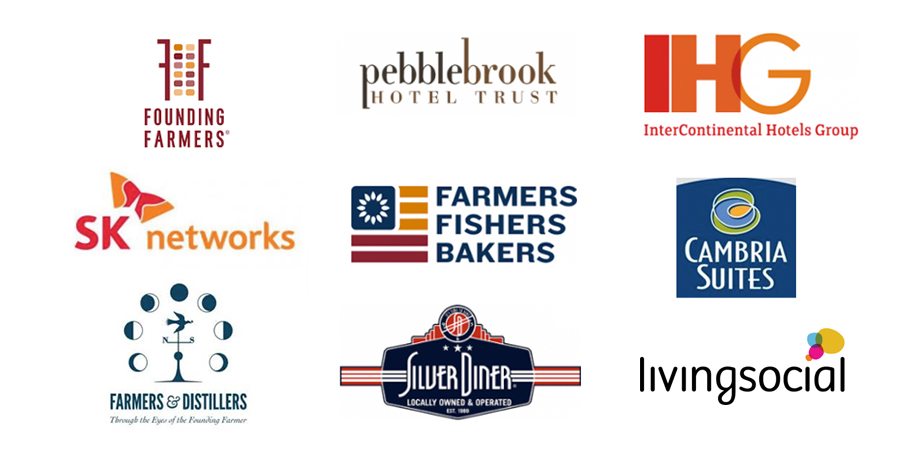 FOUNDING
FARMERS®
pebblebrook
HOTEL TRUST
IHG
InterContinental Hotels Group
SK networks
FARMERS
FISHERS
BAKERS
CAMBRIA
SUITES
N S
FARMERS & DISTILLERS
Through the Eyes of the Founding Farmer
SILVER DINER
LOCALLY OWNED & OPERATED
EST. 1989
livingsocial